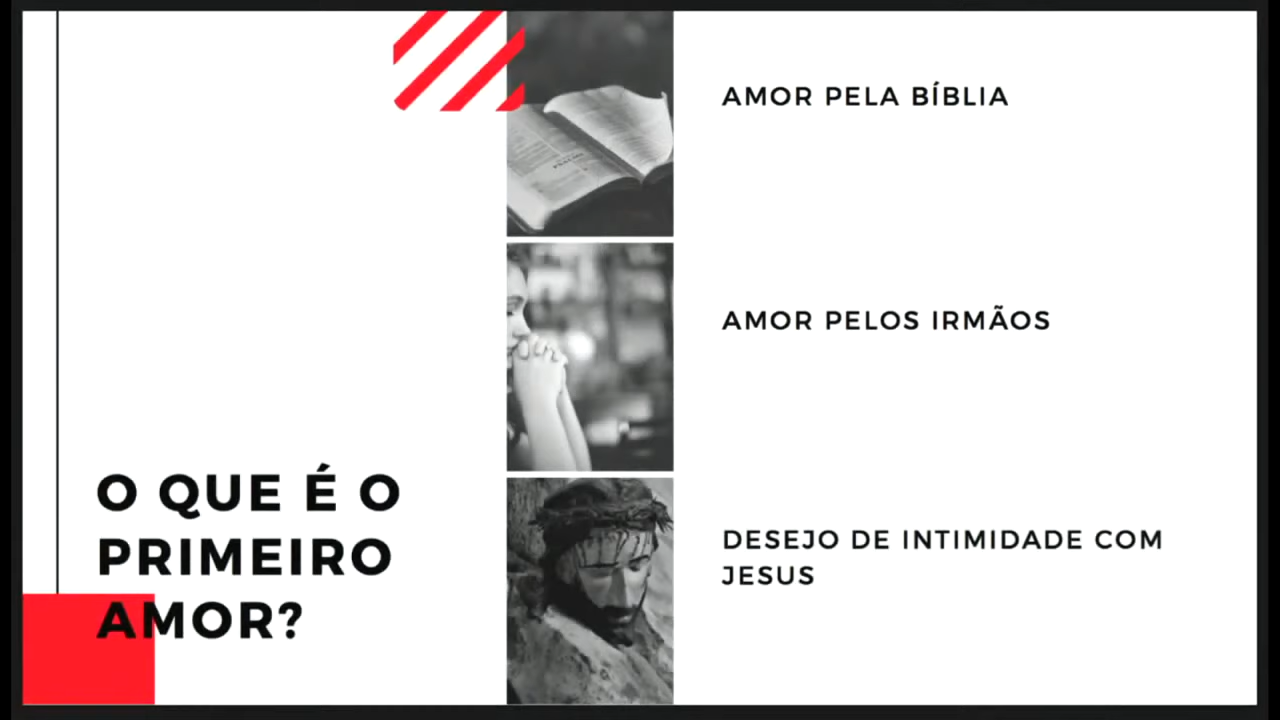 O QUE É O
PRIMEIRO
AMOR?
AMOR PELA BÍBLIA
AMOR PELOS IRMÃOS
DESEJO DE INTIMIDADE COM
JESUS